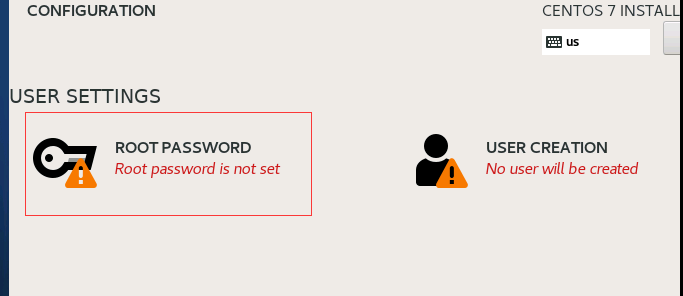 CONFIGURATION
CENTOS 7 INSTALL
us
USER SETTINGS
ROOT PASSWORD
Root password is not set
USER CREATION
No user will be created